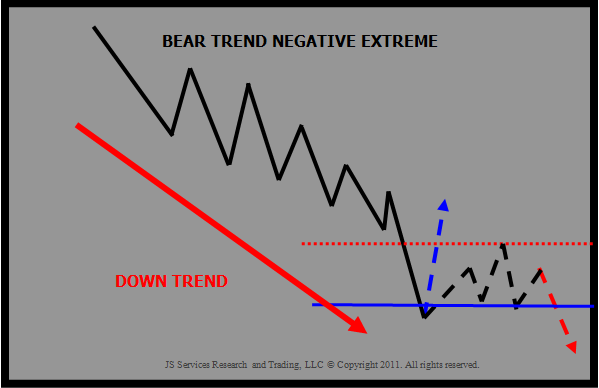 BEAR TREND NEGATIVE EXTREME
DOWN TREND
JS Services Research and Trading, LLC © Copyright 2011. All rights reserved.